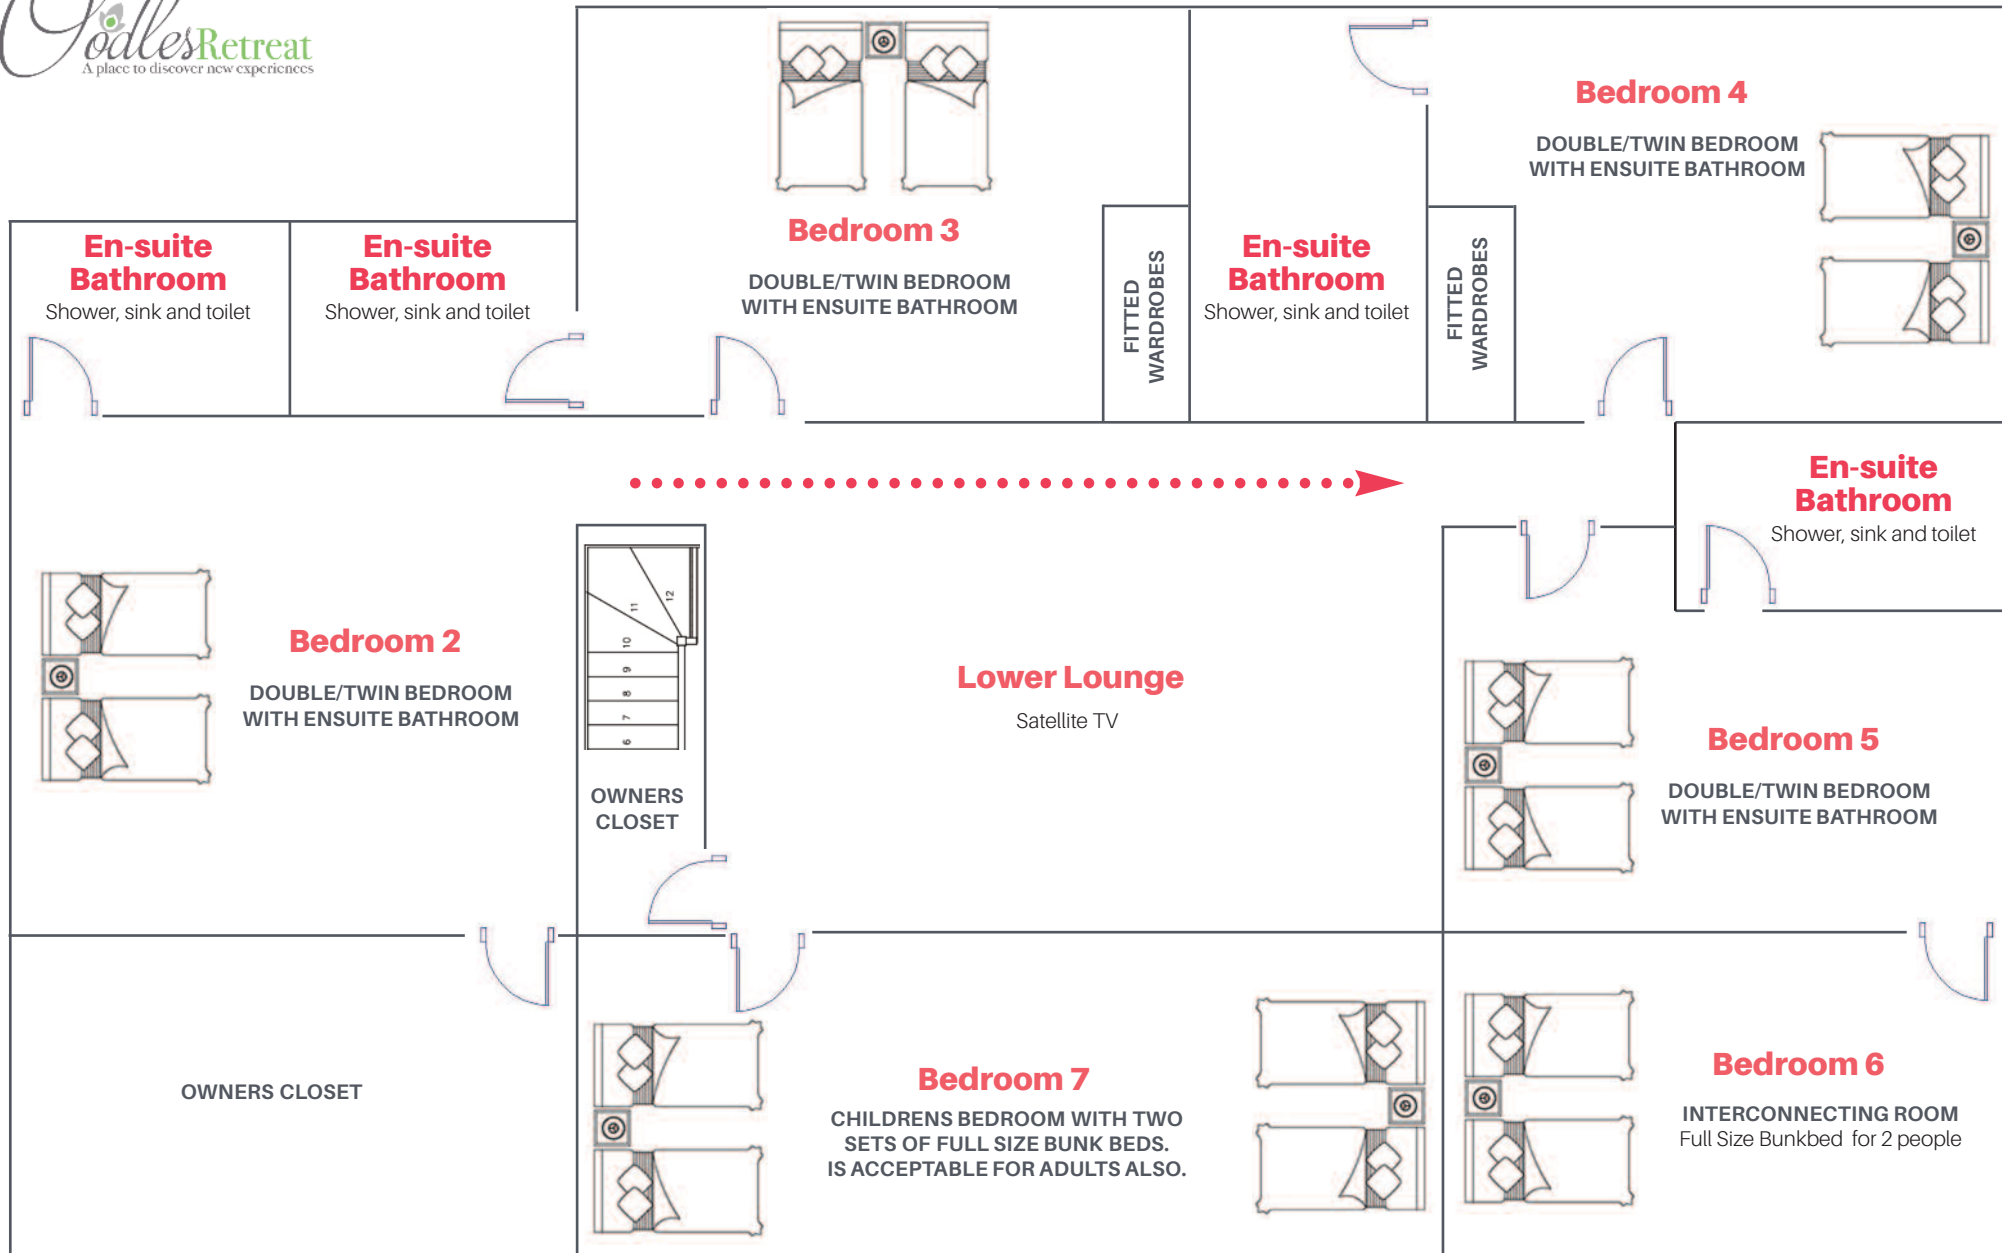 Yodles Retreat
A place to discover new experiences
Bedroom 4
DOUBLE/TWIN BEDROOM
WITH ENSUITE BATHROOM
En-suite
Bathroom
Shower, sink and toilet
En-suite
Bathroom
Shower, sink and toilet
Bedroom 3
DOUBLE/TWIN BEDROOM
WITH ENSUITE BATHROOM
FITTED
WARDROBES
En-suite
Bathroom
Shower, sink and toilet
FITTED
WARDROBES
En-suite
Bathroom
Shower, sink and toilet
12
11
10
9
8
7
6
Bedroom 2
DOUBLE/TWIN BEDROOM
WITH ENSUITE BATHROOM
OWNERS
CLOSET
Lower Lounge
Satellite TV
Bedroom 5
DOUBLE/TWIN BEDROOM
WITH ENSUITE BATHROOM
OWNERS CLOSET
Bedroom 7
CHILDRENS BEDROOM WITH TWO
SETS OF FULL SIZE BUNK BEDS.
IS ACCEPTABLE FOR ADULTS ALSO.
Bedroom 6
INTERCONNECTING ROOM
Full Size Bunkbed for 2 people